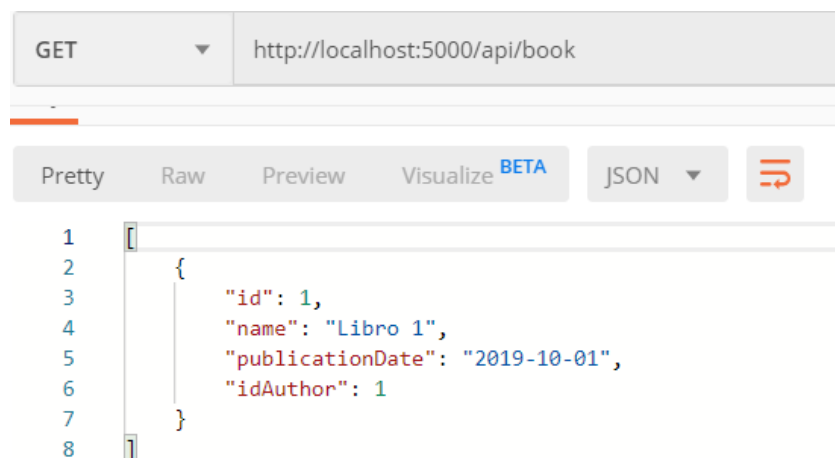 GET http://localhost:5000/api/book
Pretty Raw Preview Visualize BETA JSON
1 [
2 {
3 "id": 1,
4 "name": "Libro 1",
5 "publicationDate": "2019-10-01",
6 "idAuthor": 1
7 }
8 ]